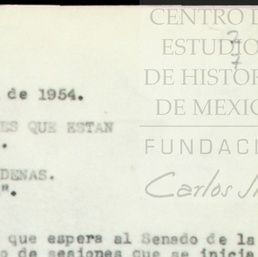 CENTRO D
ESTUDIO
DE HISTOR
DE MEXIC
FUNDACI
Carlos
de 1954.
ES QUE ESTAN
DENAS.
".
que espera al Senado de la
o de sesiones que se inicia